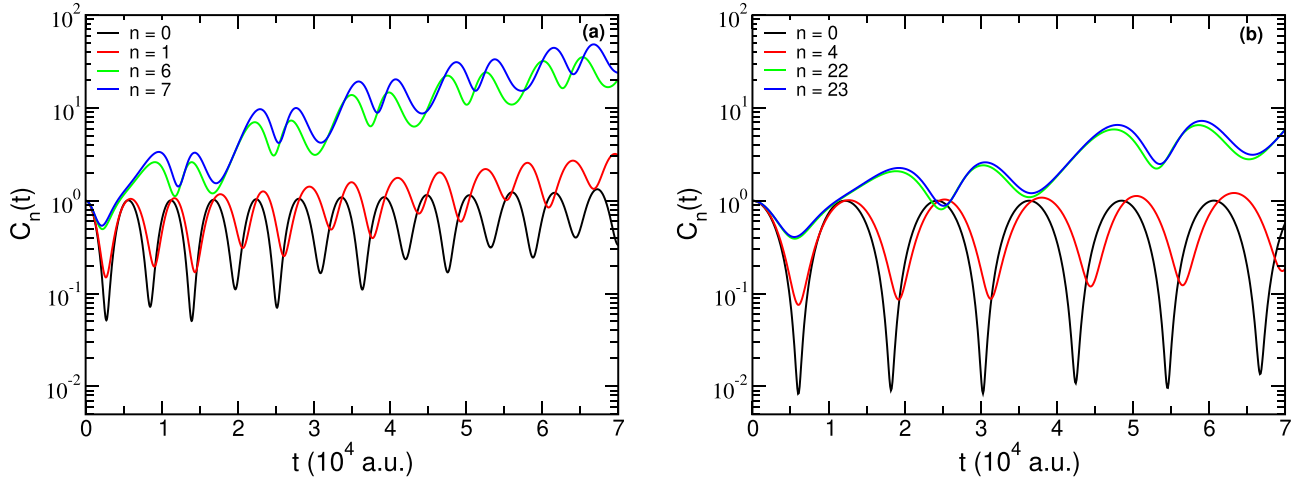 (a)
n = 0
n = 1
n = 6
n = 7
10^2
10^1
10^0
10^-1
10^-2
C_n(t)
0 1 2 3 4 5 6 7
t (10^4 a.u.)
(b)
n = 0
n = 4
n = 22
n = 23
10^2
10^1
10^0
10^-1
10^-2
C_n(t)
0 1 2 3 4 5 6 7
t (10^4 a.u.)